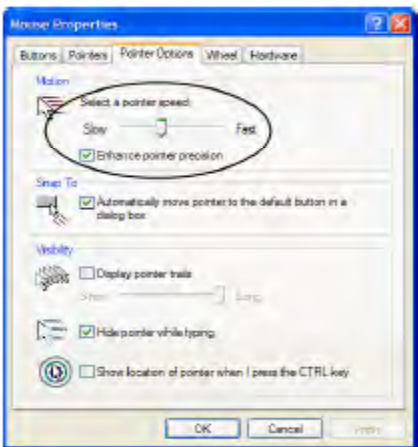 Mouse Properties
Buttons Pointers Pointer Options Wheel Hardware
Motion
Select a pointer speed:
Slow Fast
Enhance pointer precision
Snap To
Automatically move pointer to the default button in a
dialog box
Visibility
Display pointer trails
Short Long
Hide pointer while typing
Show location of pointer when I press the CTRL key
OK Cancel Apply